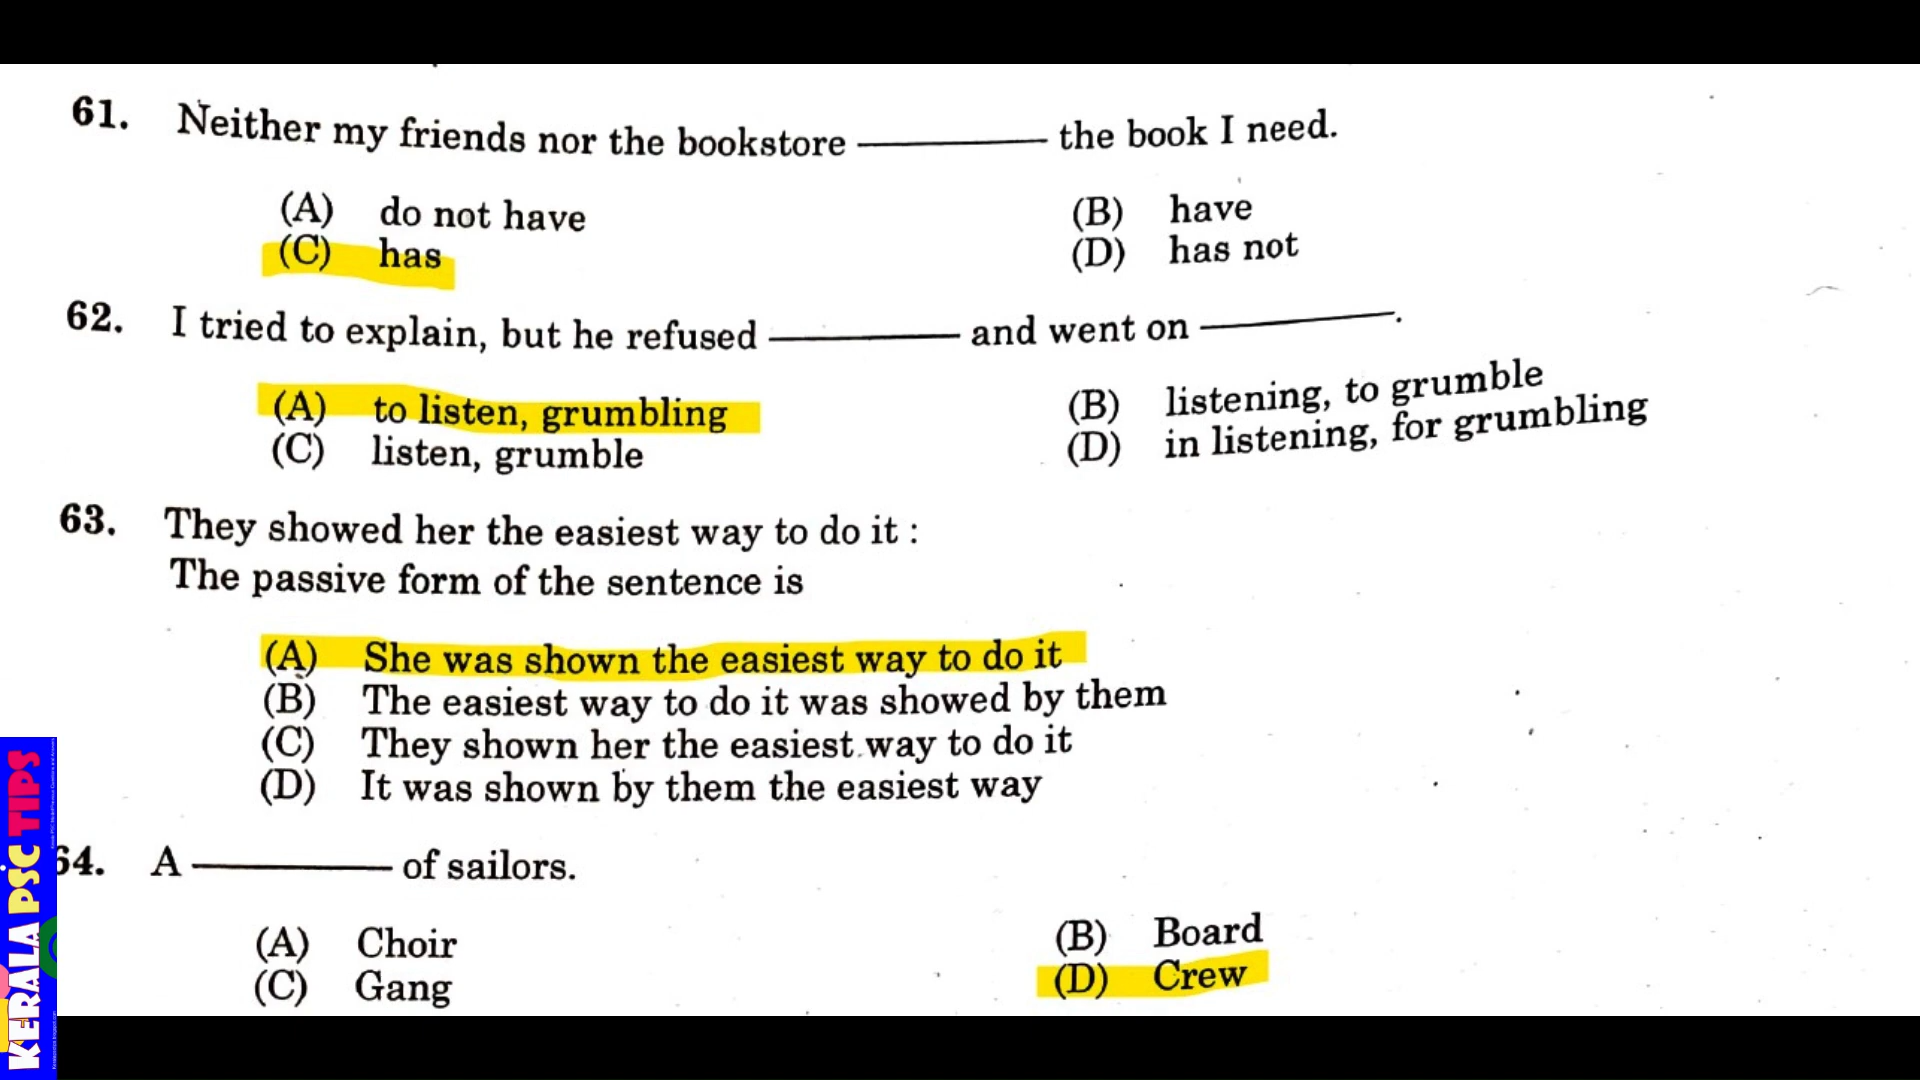 61. Neither my friends nor the bookstore ________ the book I need.
(A) do not have (B) have
(C) has (D) has not
62. I tried to explain, but he refused ________ and went on ________.
(A) to listen, grumbling (B) listening, to grumble
(C) listen, grumble (D) in listening, for grumbling
63. They showed her the easiest way to do it :
The passive form of the sentence is
(A) She was shown the easiest way to do it
(B) The easiest way to do it was showed by them
(C) They shown her the easiest way to do it
(D) It was shown by them the easiest way
64. A ________ of sailors.
(A) Choir (B) Board
(C) Gang (D) Crew
KERALA PSC TIPS